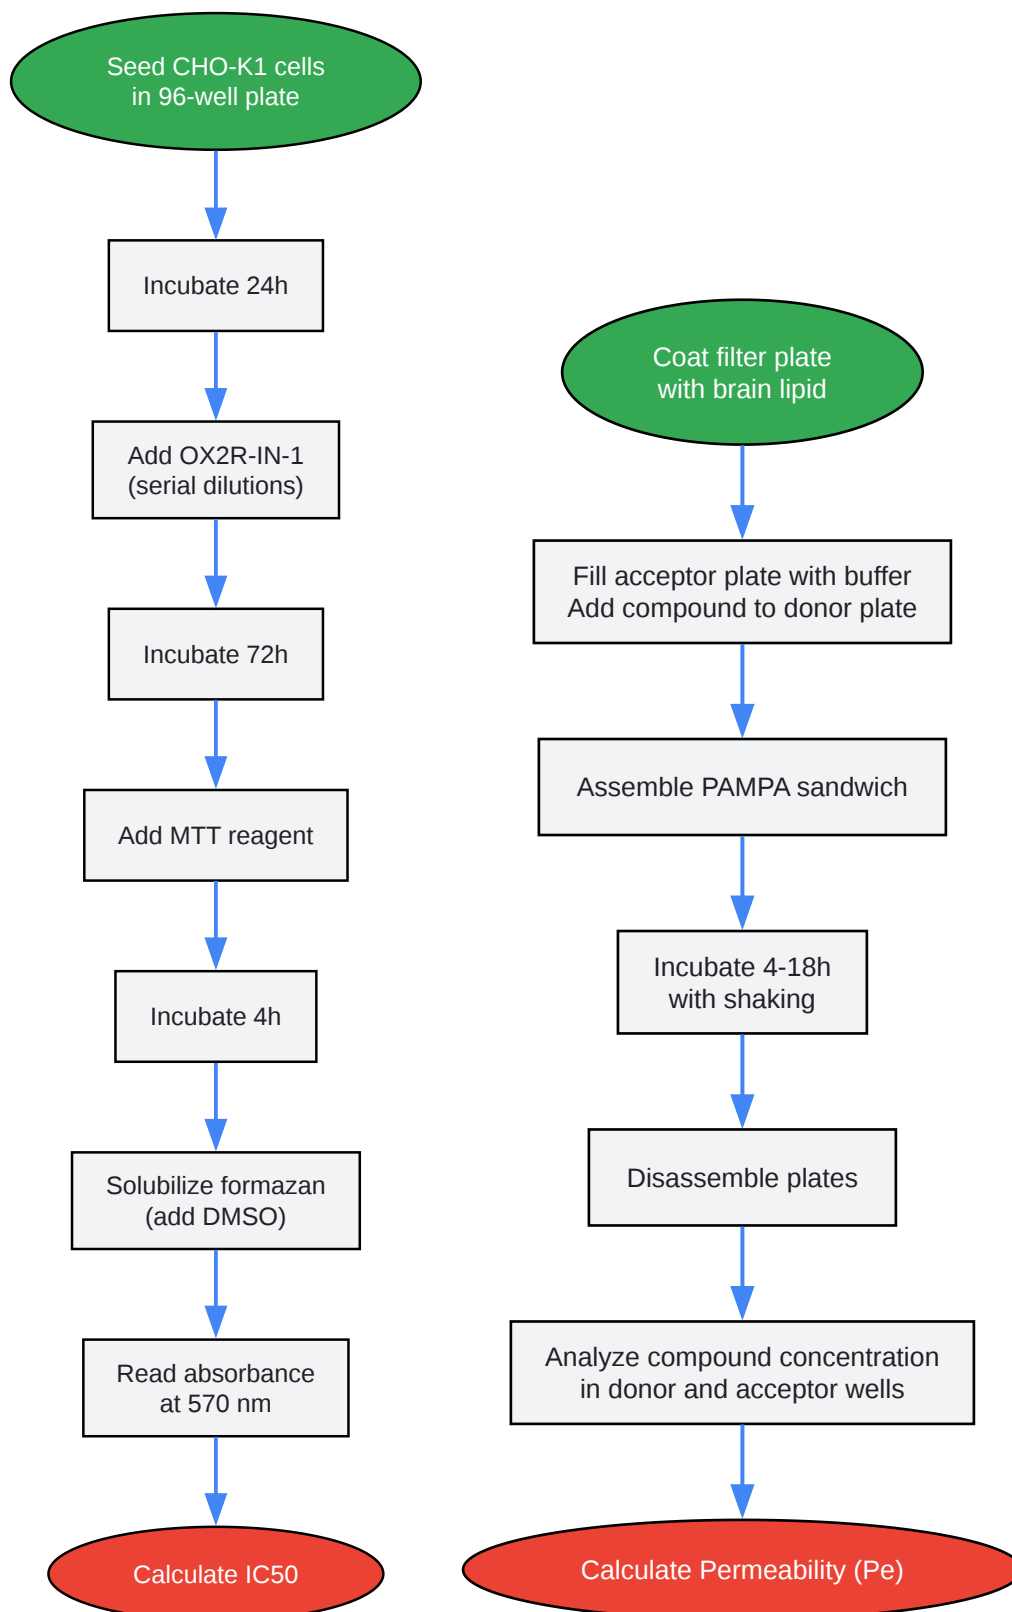 Seed CHO-K1 cells
in 96-well plate
Incubate 24h
Add OX2R-IN-1
(serial dilutions)
Incubate 72h
Add MTT reagent
Incubate 4h
Solubilize formazan
(add DMSO)
Read absorbance
at 570 nm
Calculate IC50
Coat filter plate
with brain lipid
Fill acceptor plate with buffer
Add compound to donor plate
Assemble PAMPA sandwich
Incubate 4-18h
with shaking
Disassemble plates
Analyze compound concentration
in donor and acceptor wells
Calculate Permeability (Pe)